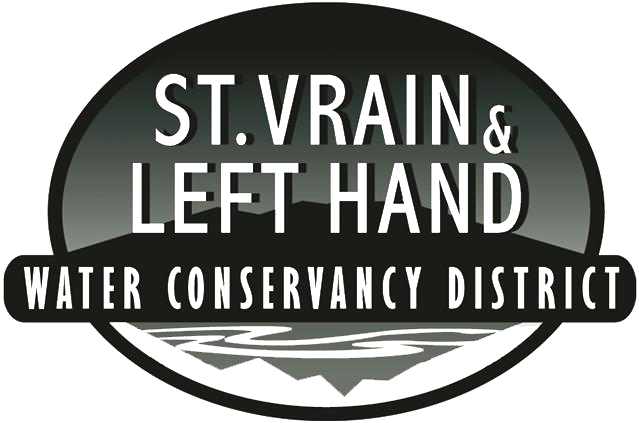 ST. VRAIN &
LEFT HAND
WATER CONSERVANCY DISTRICT